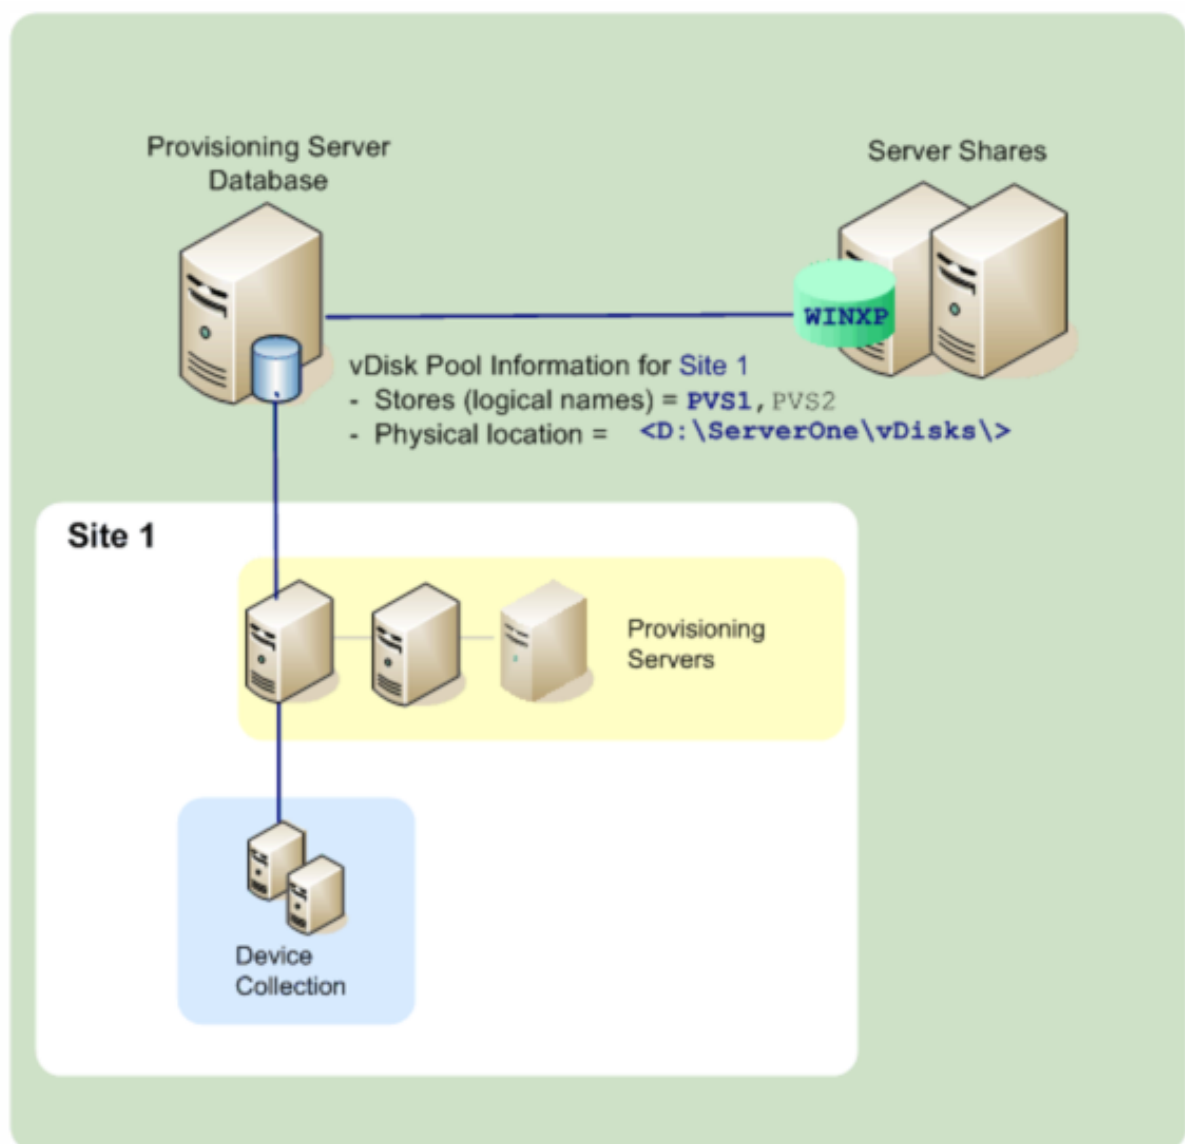 Provisioning Server
Database
Server Shares
WINXP
vDisk Pool Information for Site 1
- Stores (logical names) = PVS1, PVS2
- Physical location = <D:\ServerOne\vDisks\>
Site 1
Provisioning
Servers
Device
Collection